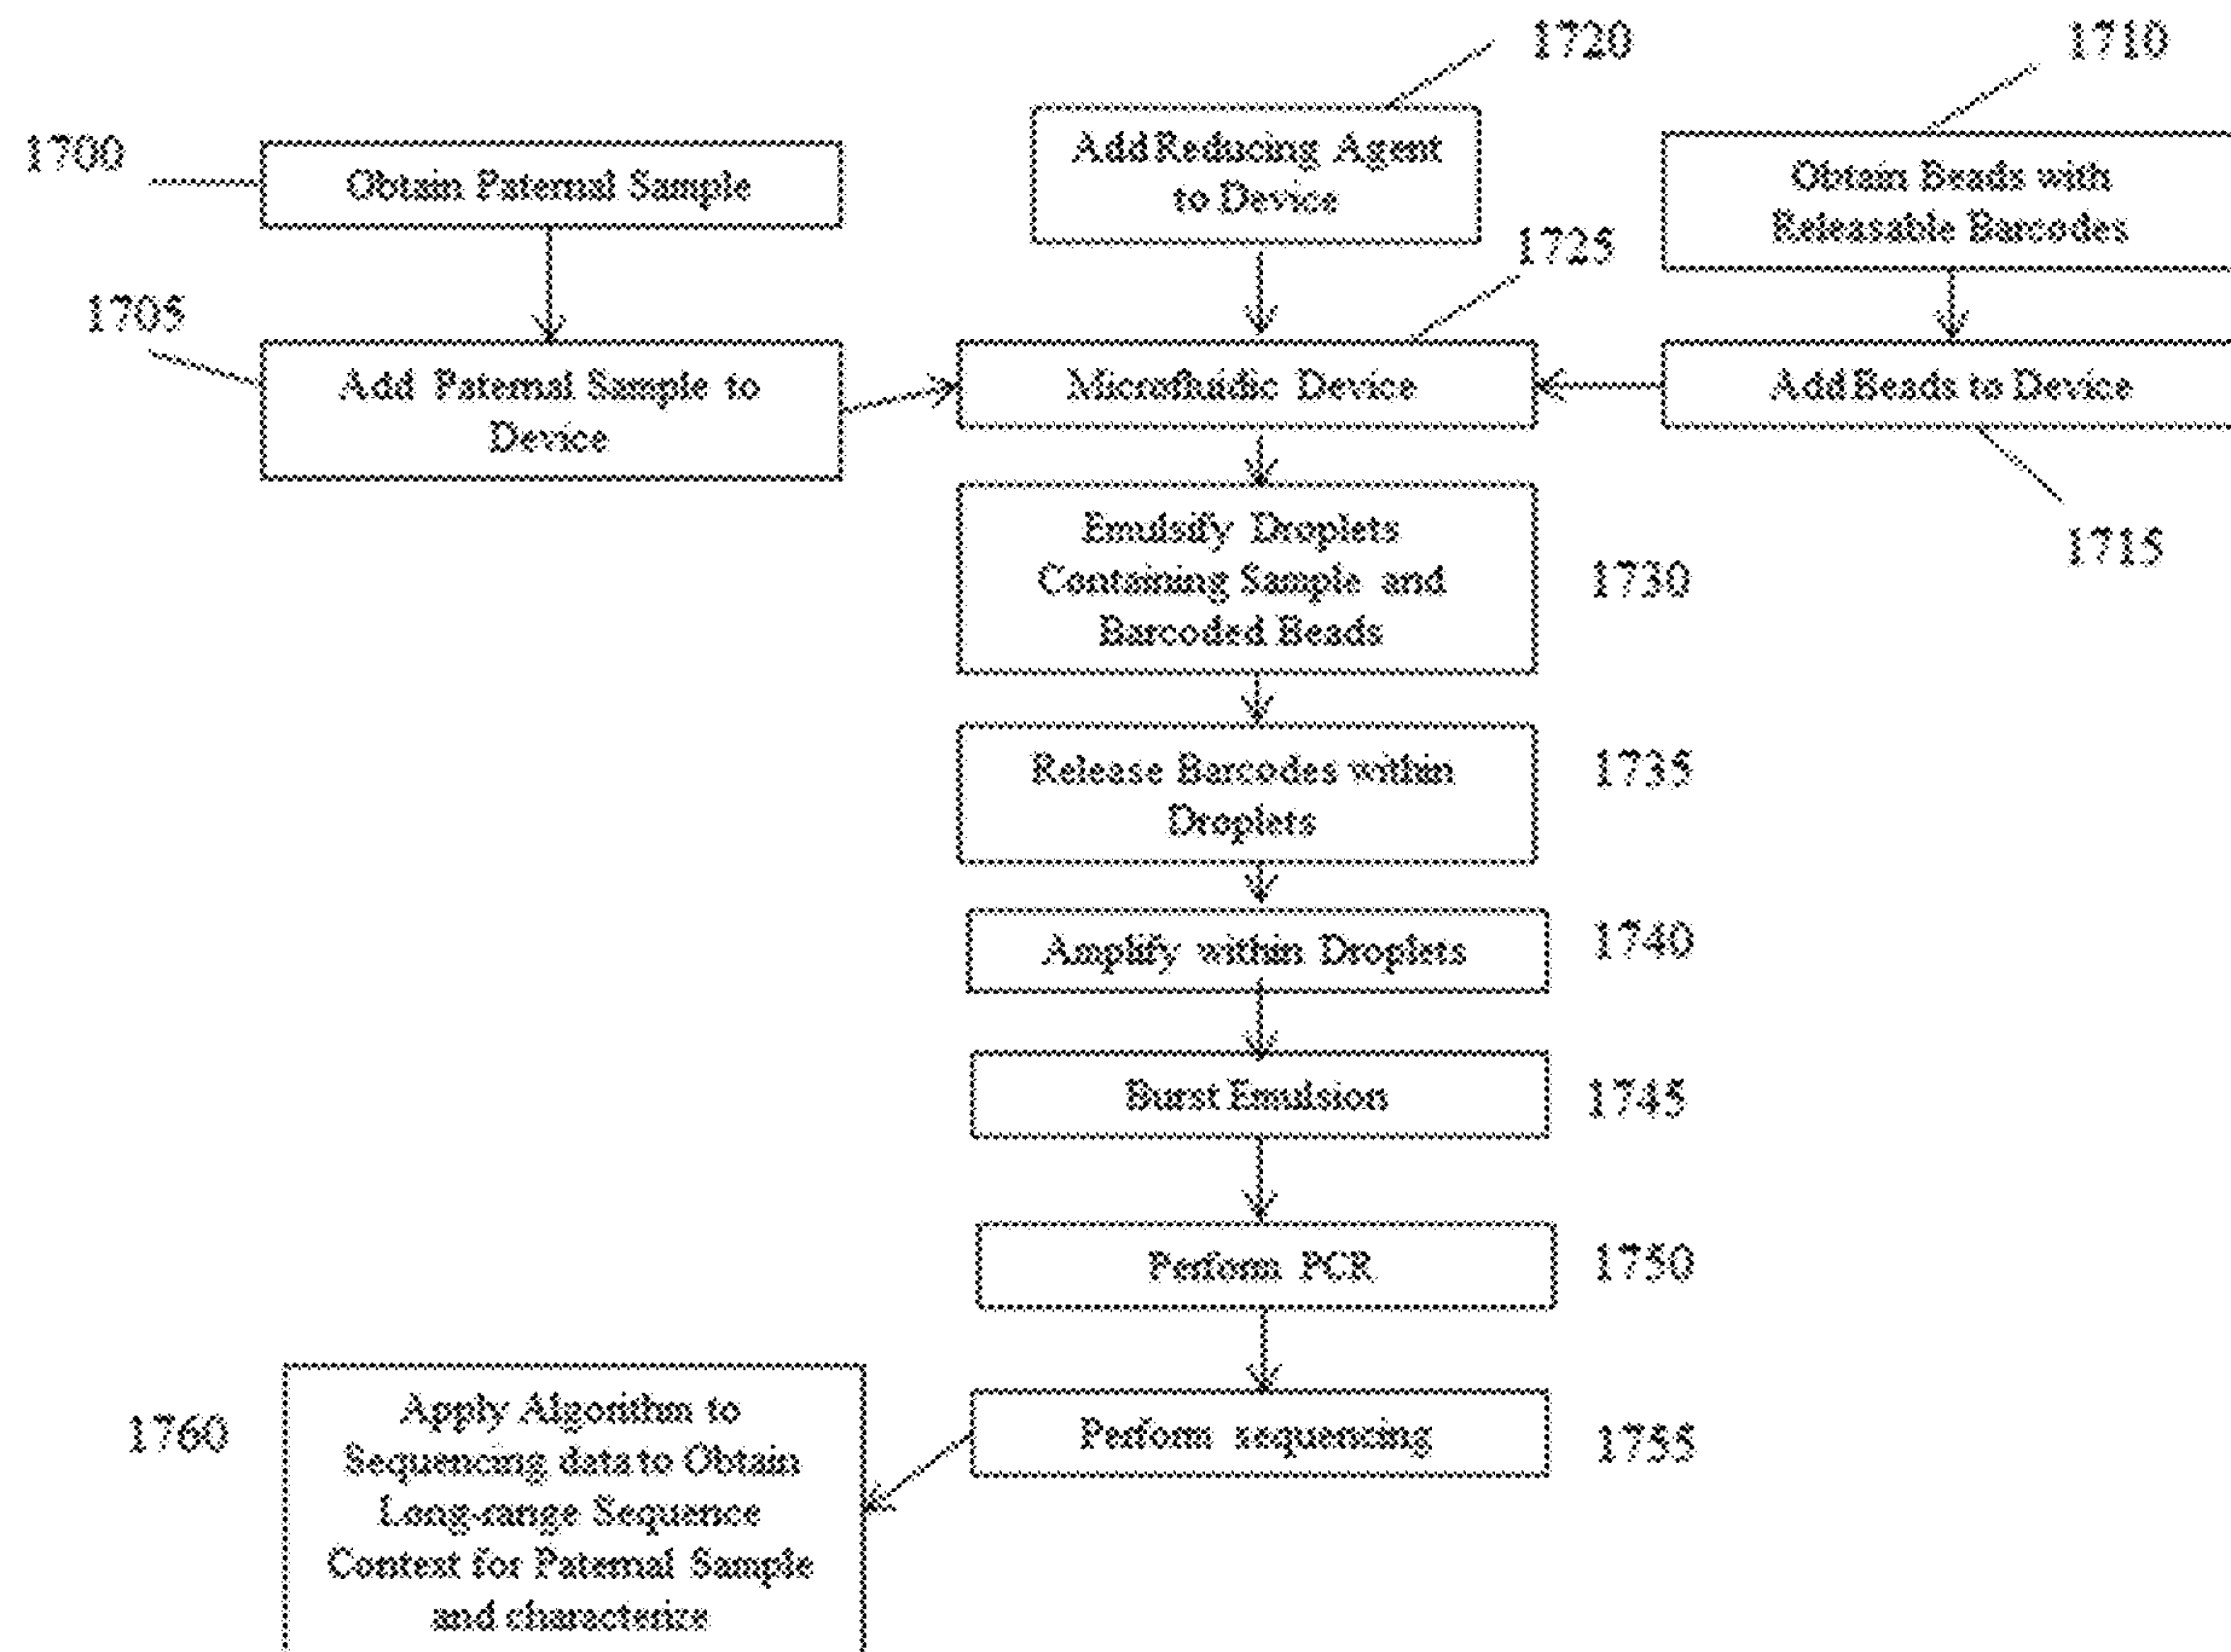 1720
1710
1700
Obtain Paternal Sample
Add Reducing Agent
to Device
Obtain Beads with
Releasable Barcodes
1725
1705
Add Paternal Sample to
Device
Microfluidic Device
Add Beads to Device
1715
Emulsify Droplets
Containing Sample and
Barcoded Beads
1730
Release Barcodes within
Droplets
1735
Amplify within Droplets
1740
Burst Emulsion
1745
Perform PCR
1750
Perform sequencing
1755
1760
Apply Algorithm to
Sequencing data to Obtain
Long-range Sequence
Context for Paternal Sample
and characterics